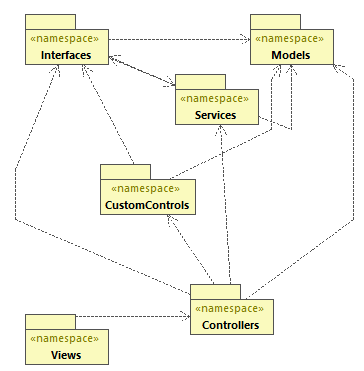 «namespace»
Interfaces
«namespace»
Models
«namespace»
Services
«namespace»
CustomControls
«namespace»
Controllers
«namespace»
Views